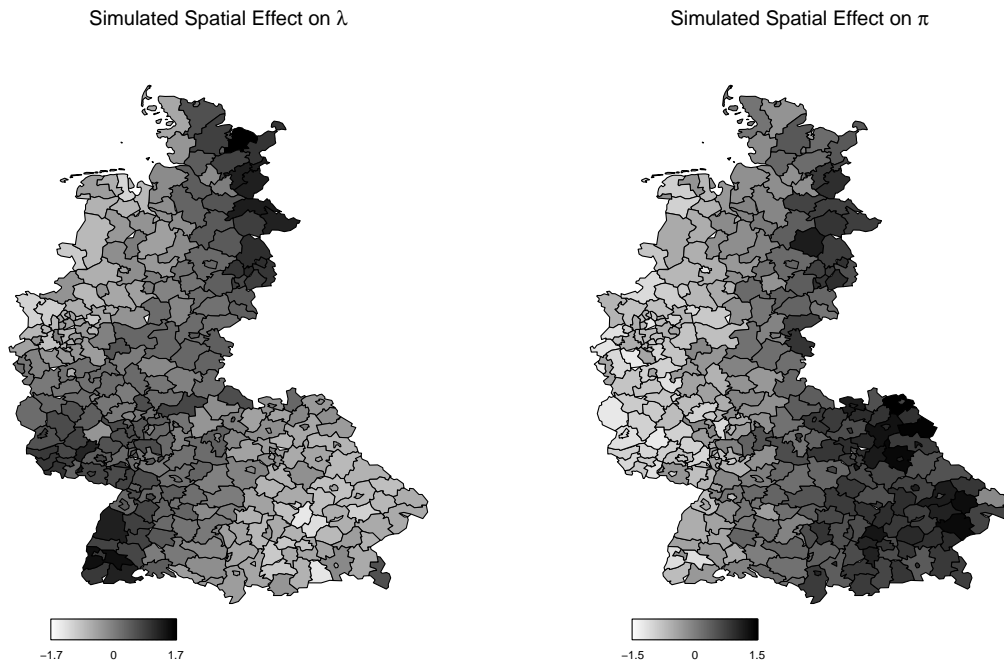 Simulated Spatial Effect on λ
Simulated Spatial Effect on π
−1.7 0 1.7
−1.5 0 1.5